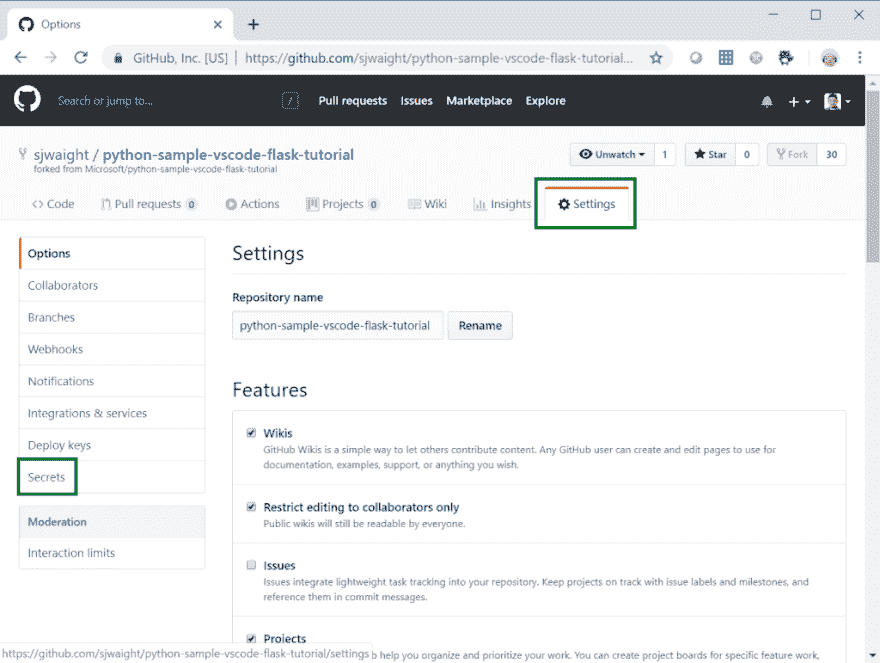 Options
GitHub, Inc. [US] | https://github.com/sjwaight/python-sample-vscode-flask-tutorial...
Search or jump to...
/
Pull requests Issues Marketplace Explore
sjwaight / python-sample-vscode-flask-tutorial
forked from Microsoft/python-sample-vscode-flask-tutorial
Unwatch 1 Star 0 Fork 30
Code Pull requests 0 Actions Projects 0 Wiki Insights Settings
Options
Collaborators
Branches
Webhooks
Notifications
Integrations & services
Deploy keys
Secrets
Moderation
Interaction limits
Settings
Repository name
python-sample-vscode-flask-tutorial Rename
Features
Wikis
GitHub Wikis is a simple way to let others contribute content. Any GitHub user can create and edit pages to use for
documentation, examples, support, or anything you wish.
Restrict editing to collaborators only
Public wikis will still be readable by everyone.
Issues
Issues integrate lightweight task tracking into your repository. Keep projects on track with issue labels and milestones, and
reference them in commit messages.
Projects
help you organize and prioritize your work. You can create project boards for specific feature work,
https://github.com/sjwaight/python-sample-vscode-flask-tutorial/settings